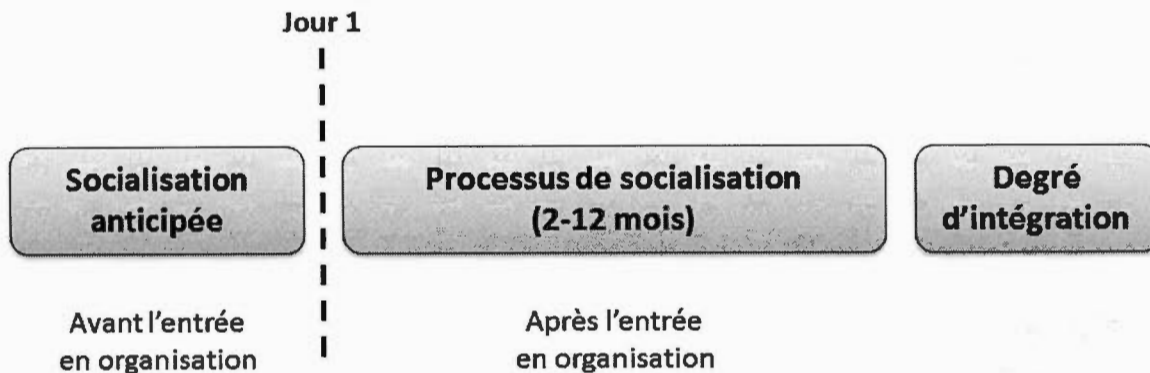 Jour 1
Socialisation
anticipée
Processus de socialisation
(2-12 mois)
Degré
d'intégration
Avant l'entrée
en organisation
Après l'entrée
en organisation